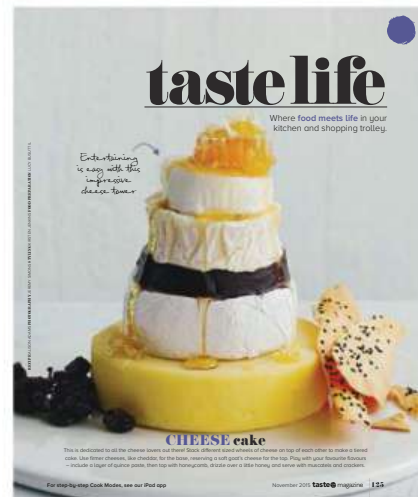 taste life
Where food meets life in your
kitchen and shopping trolley.
Entertaining
is easy with this
impressive
cheese tower
CHEESE cake
This is dedicated to all the cheese lovers out there! Stack different sized wheels of cheese on top of each other to make a tiered
cake. Use firmer cheeses, like cheddar, for the base, reserving a soft goat's cheese for the top. Play with your favourite flavours
– include a layer of quince paste, then top with honeycomb, drizzle over a little honey and serve with muscatels and crackers.
For step-by-step Cook Modes, see our iPad app
November 2015 taste magazine 125